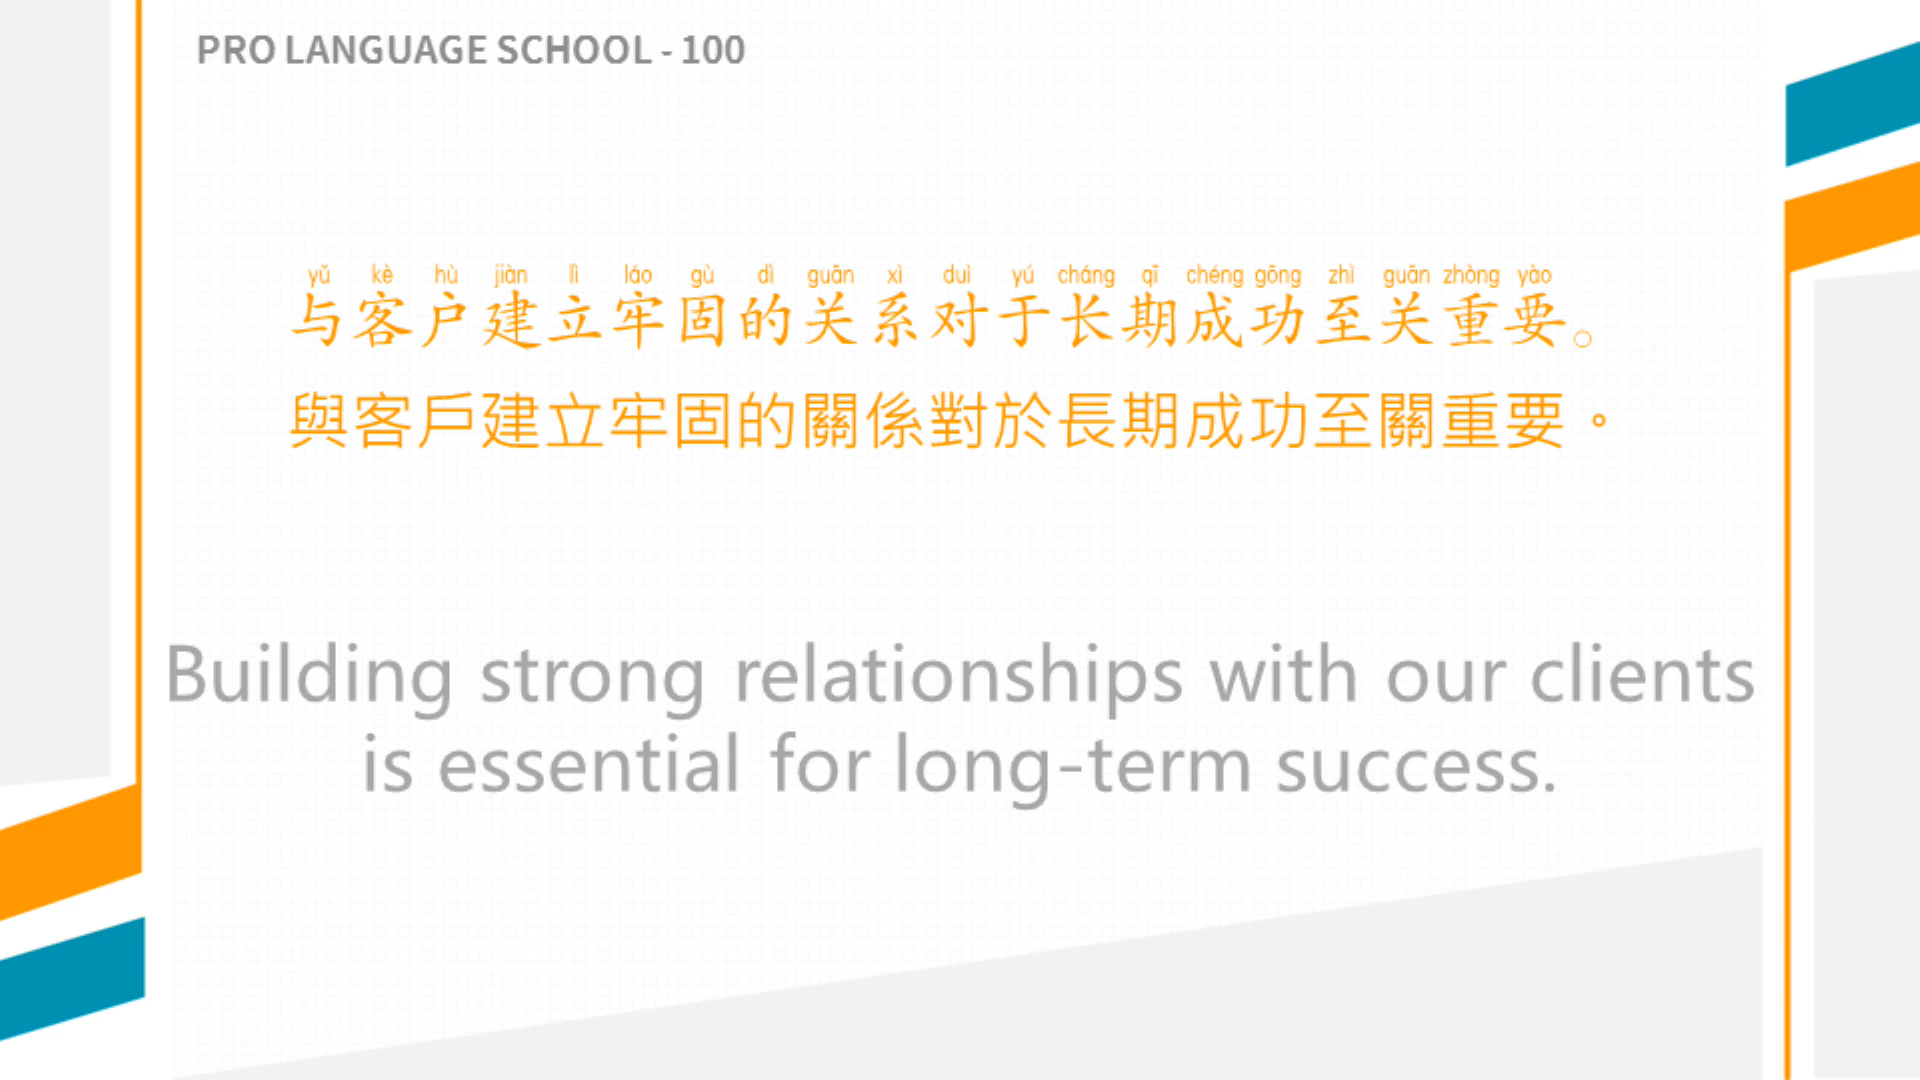 PRO LANGUAGE SCHOOL - 100
yǔ kè hù jiàn lì láo gù dì guān xì duì yú cháng qī chéng gōng zhì guān zhòng yào
与客户建立牢固的关系对于长期成功至关重要。
與客戶建立牢固的關係對於長期成功至關重要。
Building strong relationships with our clients
is essential for long-term success.